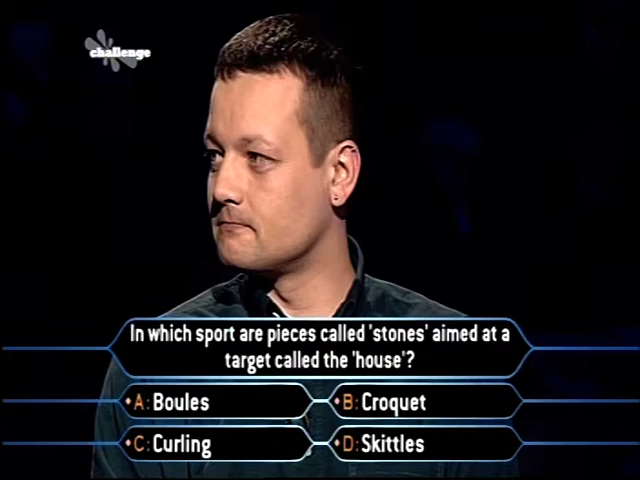 challenge
In which sport are pieces called 'stones' aimed at a
target called the 'house'?
A: Boules
B: Croquet
C: Curling
D: Skittles